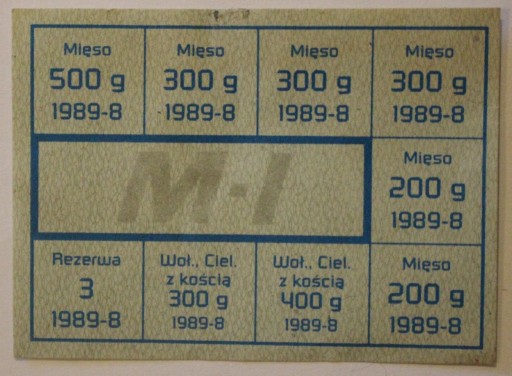 Mięso
500 g
1989-8
Mięso
300 g
1989-8
Mięso
300 g
1989-8
Mięso
300 g
1989-8
M-I
Mięso
200 g
1989-8
Rezerwa
3
1989-8
Woł., Ciel.
z kością
300 g
1989-8
Woł., Ciel.
z kością
400 g
1989-8
Mięso
200 g
1989-8